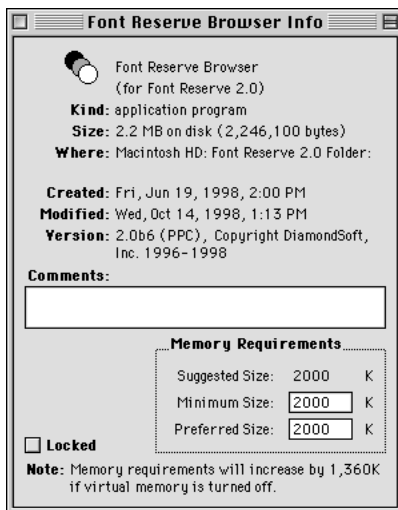 Font Reserve Browser Info
Font Reserve Browser
(for Font Reserve 2.0)
Kind: application program
Size: 2.2 MB on disk (2,246,100 bytes)
Where: Macintosh HD: Font Reserve 2.0 Folder:
Created: Fri, Jun 19, 1998, 2:00 PM
Modified: Wed, Oct 14, 1998, 1:13 PM
Version: 2.0b6 (PPC), Copyright DiamondSoft,
Inc. 1996-1998
Comments:
Memory Requirements
Suggested Size: 2000 K
Minimum Size: 2000 K
Preferred Size: 2000 K
Locked
Note: Memory requirements will increase by 1,360K
if virtual memory is turned off.